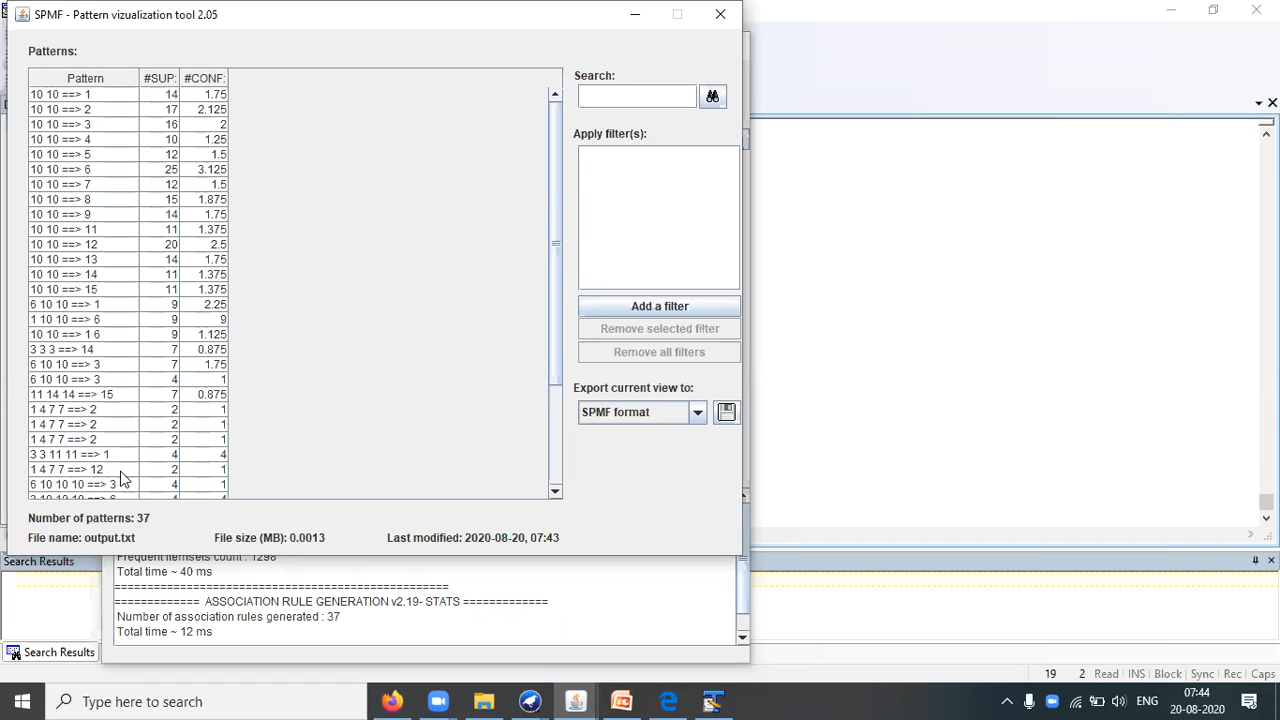 SPMF - Pattern vizualization tool 2.05
Patterns:
Pattern #SUP: #CONF:
10 10 ==> 1 14 1.75
10 10 ==> 2 17 2.125
10 10 ==> 3 16 2
10 10 ==> 4 10 1.25
10 10 ==> 5 12 1.5
10 10 ==> 6 25 3.125
10 10 ==> 7 12 1.5
10 10 ==> 8 15 1.875
10 10 ==> 9 14 1.75
10 10 ==> 11 11 1.375
10 10 ==> 12 20 2.5
10 10 ==> 13 14 1.75
10 10 ==> 14 11 1.375
10 10 ==> 15 11 1.375
6 10 10 ==> 1 9 2.25
1 10 10 ==> 6 9 9
10 10 ==> 1 6 9 1.125
3 3 3 ==> 14 7 0.875
6 10 10 ==> 3 7 1.75
6 10 10 ==> 3 4 1
11 14 14 ==> 15 7 0.875
1 4 7 7 ==> 2 2 1
1 4 7 7 ==> 2 2 1
1 4 7 7 ==> 2 2 1
3 3 11 11 ==> 1 4 4
1 4 7 7 ==> 12 2 1
6 10 10 10 ==> 3 4 1
Number of patterns: 37
File name: output.txt File size (MB): 0.0013 Last modified: 2020-08-20, 07:43
Search:
Apply filter(s):
Add a filter
Remove selected filter
Remove all filters
Export current view to:
SPMF format
Frequent itemsets count : 1298
Total time ~ 40 ms
============ ASSOCIATION RULE GENERATION v2.19- STATS =============
Number of association rules generated : 37
Total time ~ 12 ms
Search Results
Search Results
19 2 Read INS Block Sync Rec Caps
Type here to search
ENG
07:44
20-08-2020